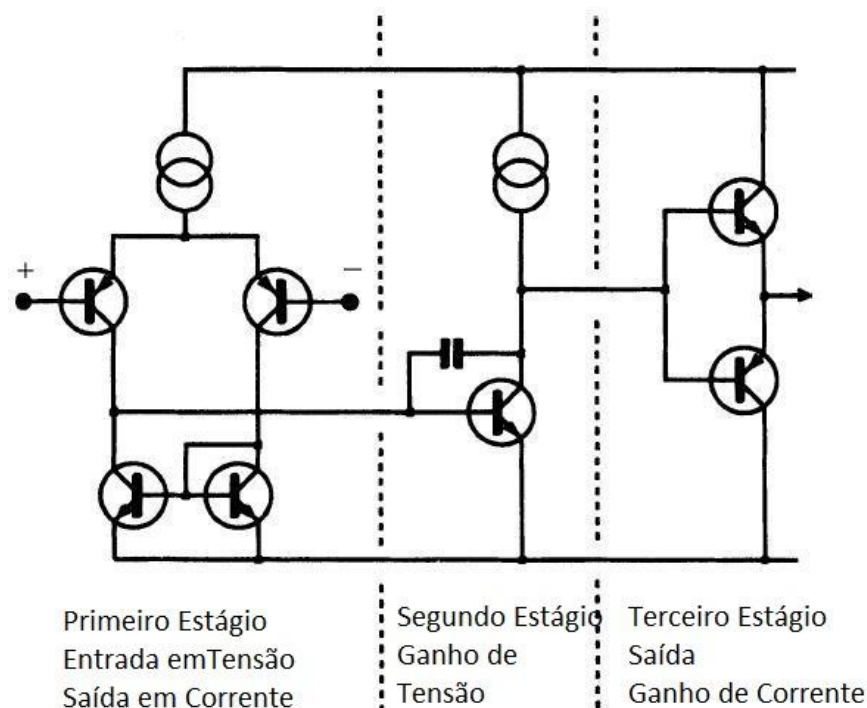 +
−
Primeiro Estágio
Entrada emTensão
Saída em Corrente
Segundo Estágio
Ganho de
Tensão
Terceiro Estágio
Saída
Ganho de Corrente